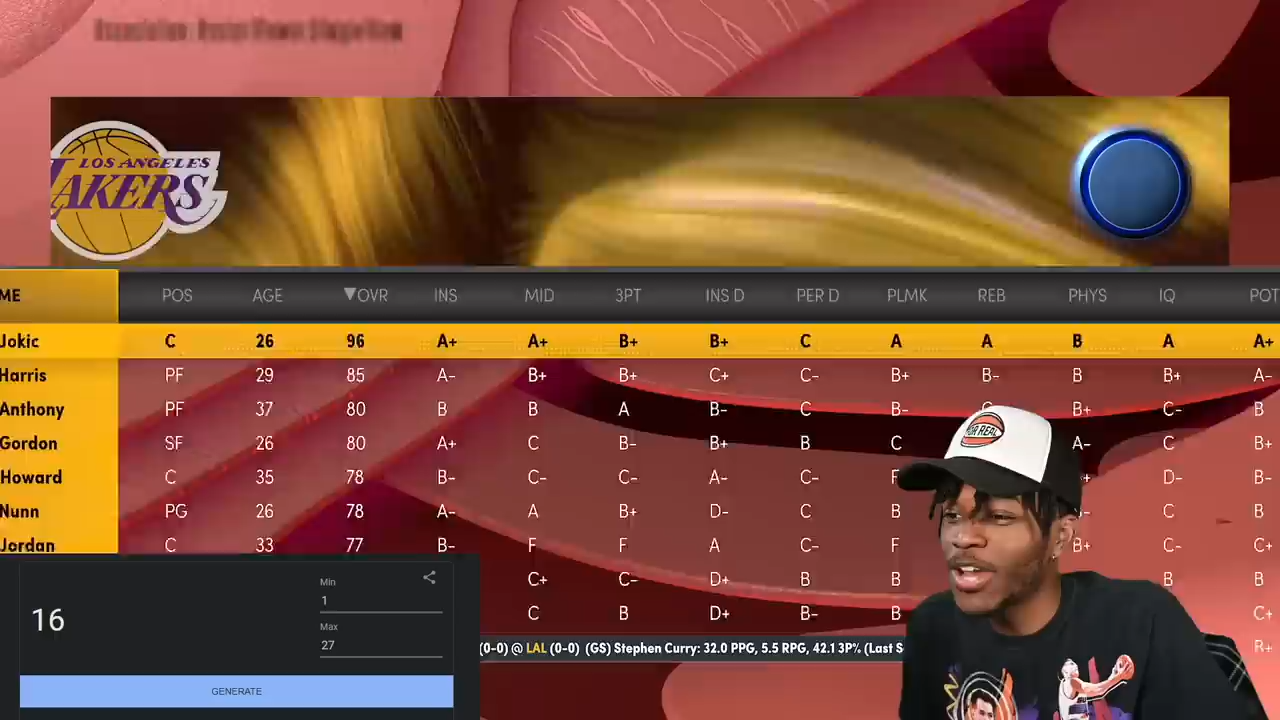 LOS ANGELES
LAKERS
ME POS AGE ▼OVR INS MID 3PT INS D PER D PLMK REB PHYS IQ POT
Jokic C 26 96 A+ A+ B+ B+ C A A B A A+
Harris PF 29 85 A- B+ B+ C+ C- B+ B- B B+ A-
Anthony PF 37 80 B B A B- C B- C B+ C- B
Gordon SF 26 80 A+ C B- B+ B C A- C B+
Howard C 35 78 B- C- C- A- C- F D- B-
Nunn PG 26 78 A- A B+ D- C B C B
Jordan C 33 77 B- F F A C- F B+ C- C+
C+ C- D+ B B B B
C B D+ B- B C+
FOR REAL
16
Min
1
Max
27
GENERATE
(0-0) @ LAL (0-0) (GS) Stephen Curry: 32.0 PPG, 5.5 RPG, 42.1 3P% (Last S